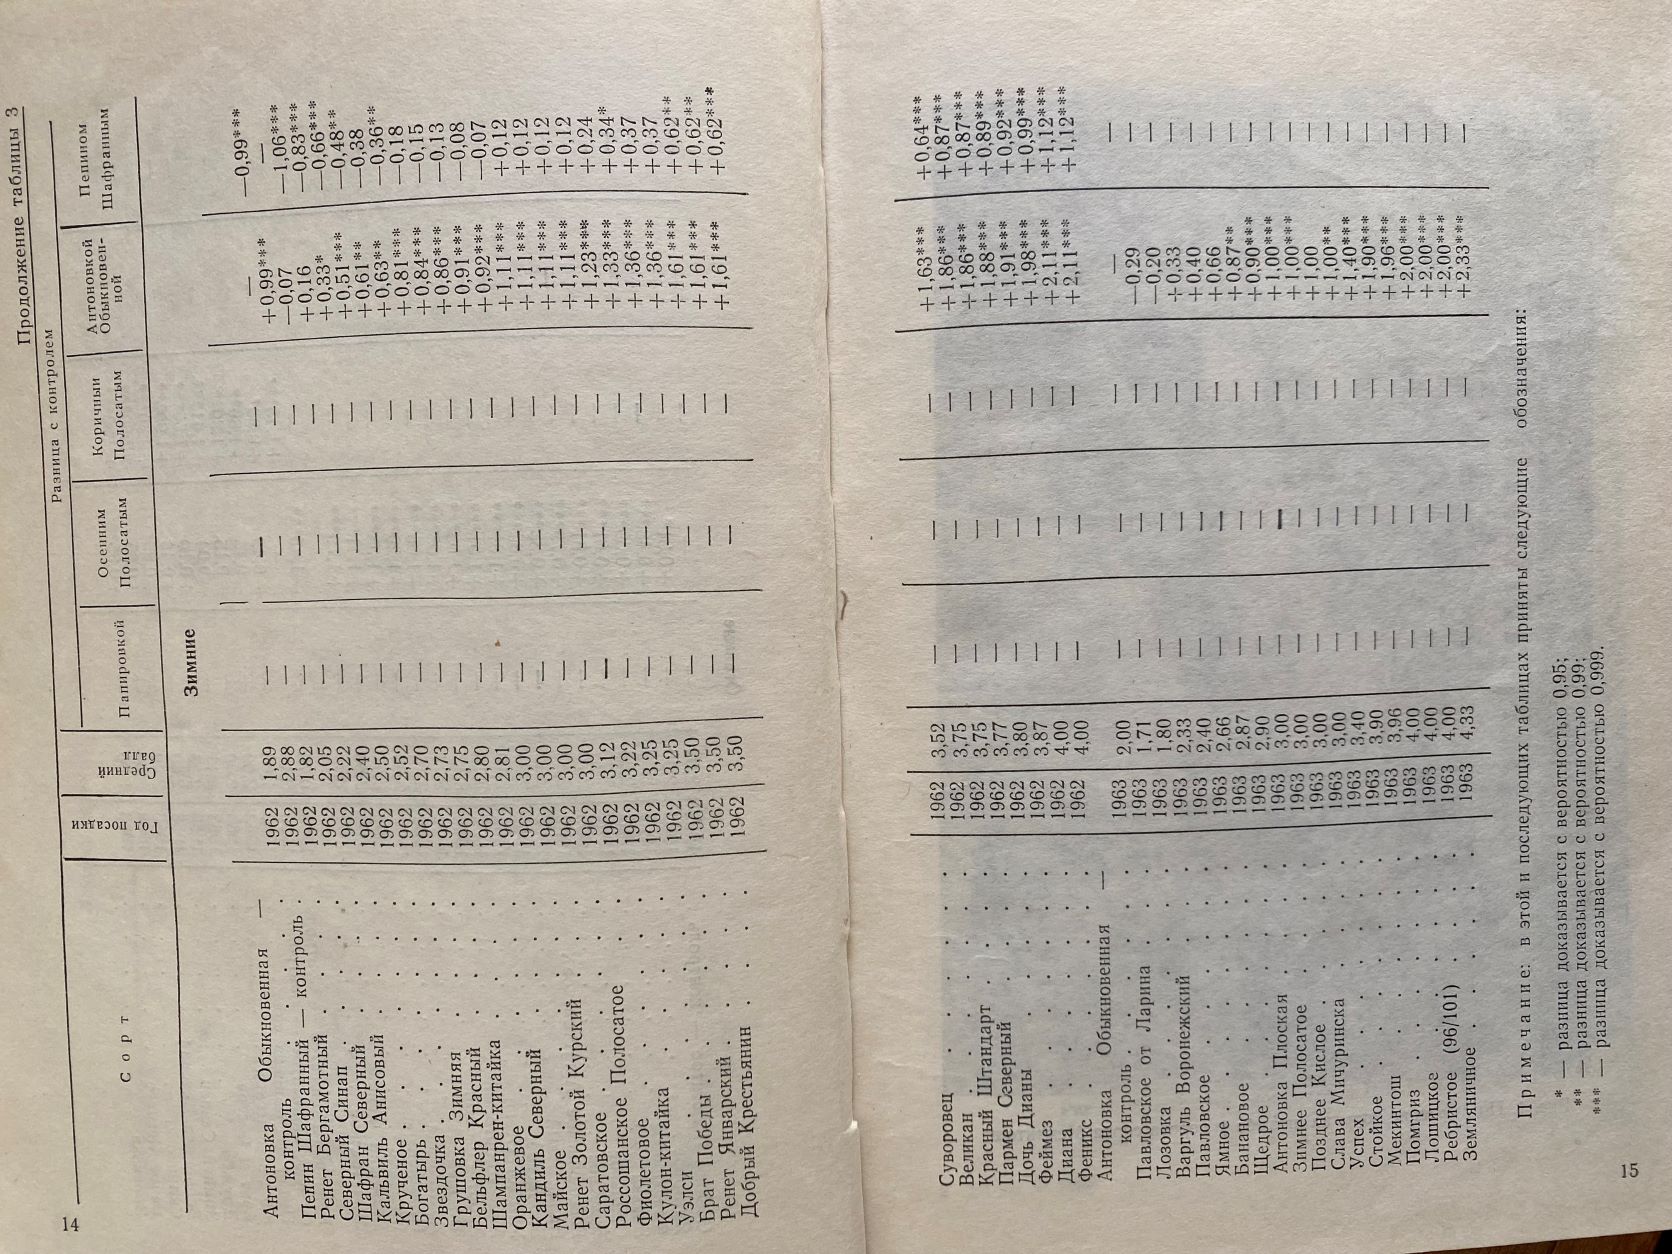 14
Продолжение таблицы 3
Разница с контролем
Сорт Год посадки Средний балл Папировкой Осенним Полосатым Коричным Полосатым Антоновкой Обыкновен-ной Пепином Шафранным
Зимние
Антоновка Обыкновенная —
контроль . . . . 1962 1,89 — — — — —0,99***
Пепин Шафранный — контроль . 1962 2,88 — — — +0,99*** —
Ренет Бергамотный . . . . 1962 1,82 — — — —0,07 —1,06***
Северный Синап . . . . 1962 2,05 — — — +0,16 —0,83***
Шафран Северный . . . . 1962 2,22 — — — +0,33* —0,66***
Кальвиль Анисовый . . . . 1962 2,40 — — — +0,51*** —0,48**
Крученое . . . . 1962 2,50 — — — +0,61** —0,38
Богатырь . . . . 1962 2,52 — — — +0,63** —0,36**
Звездочка . . . . 1962 2,70 — — — +0,81*** —0,18
Грушовка Зимняя . . . . 1962 2,73 — — — +0,84*** —0,15
Бельфлер Красный . . . . 1962 2,75 — — — +0,86*** —0,13
Шампанрен-китайка . . . . 1962 2,80 — — — +0,91*** —0,08
Оранжевое . . . . 1962 2,81 — — — +0,92*** —0,07
Кандиль Северный . . . . 1962 3,00 — — — +1,11*** +0,12
Майское . . . . 1962 3,00 — — — +1,11*** +0,12
Ренет Золотой Курский . . . 1962 3,00 — — — +1,11*** +0,12
Саратовское . . . . 1962 3,00 — — — +1,11*** +0,12
Россошанское Полосатое . . . 1962 3,12 — — — +1,23*** +0,24
Фиолетовое . . . . 1962 3,22 — — — +1,33*** +0,34*
Кулон-китайка . . . . 1962 3,25 — — — +1,36*** +0,37
Уэлси . . . . 1962 3,25 — — — +1,36*** +0,37
Брат Победы . . . . 1962 3,50 — — — +1,61*** +0,62**
Ренет Январский . . . . 1962 3,50 — — — +1,61*** +0,62**
Добрый Крестьянин . . . 1962 3,50 — — — +1,61*** +0,62***
Суворовец . . . . 1962 3,52 — — — +1,63*** +0,64***
Великан . . . . 1962 3,75 — — — +1,86*** +0,87***
Красный Штандарт . . . 1962 3,75 — — — +1,86*** +0,87***
Пармен Северный . . . 1962 3,77 — — — +1,88*** +0,89***
Дочь Дианы . . . . 1962 3,80 — — — +1,91*** +0,92***
Феймез . . . . 1962 3,87 — — — +1,98*** +0,99***
Диана . . . . 1962 4,00 — — — +2,11*** +1,12***
Феникс . . . . 1962 4,00 — — — +2,11*** +1,12***
Антоновка Обыкновенная —
контроль . . . . 1963 2,00 — — — — —
Павловское от Ларина . . . 1963 1,71 — — — —0,29 —
Лозовка . . . . 1963 1,80 — — — —0,20 —
Варгуль Воронежский . . . 1963 2,33 — — — +0,33 —
Павловское . . . . 1963 2,40 — — — +0,40 —
Ямное . . . . 1963 2,66 — — — +0,66 —
Банановое . . . . 1963 2,87 — — — +0,87** —
Щедрое . . . . 1963 2,90 — — — +0,90*** —
Антоновка Плоская . . . 1963 3,00 — — — +1,00*** —
Зимнее Полосатое . . . 1963 3,00 — — — +1,00*** —
Позднее Кислое . . . 1963 3,00 — — — +1,00 —
Слава Мичуринска . . . 1963 3,00 — — — +1,00** —
Успех . . . . 1963 3,40 — — — +1,40*** —
Стойкое . . . . 1963 3,90 — — — +1,90*** —
Мекинтош . . . . 1963 3,96 — — — +1,98*** —
Помгриз . . . . 1963 4,00 — — — +2,00*** —
Лошицкое . . . . 1963 4,00 — — — +2,00*** —
Ребристое (96/101) . . . 1963 4,00 — — — +2,00*** —
Земляничное . . . . 1963 4,33 — — — +2,33*** —
Примечание: в этой и последующих таблицах приняты следующие обозначения:
* — разница доказывается с вероятностью 0,95;
** — разница доказывается с вероятностью 0,99;
*** — разница доказывается с вероятностью 0,999.
15